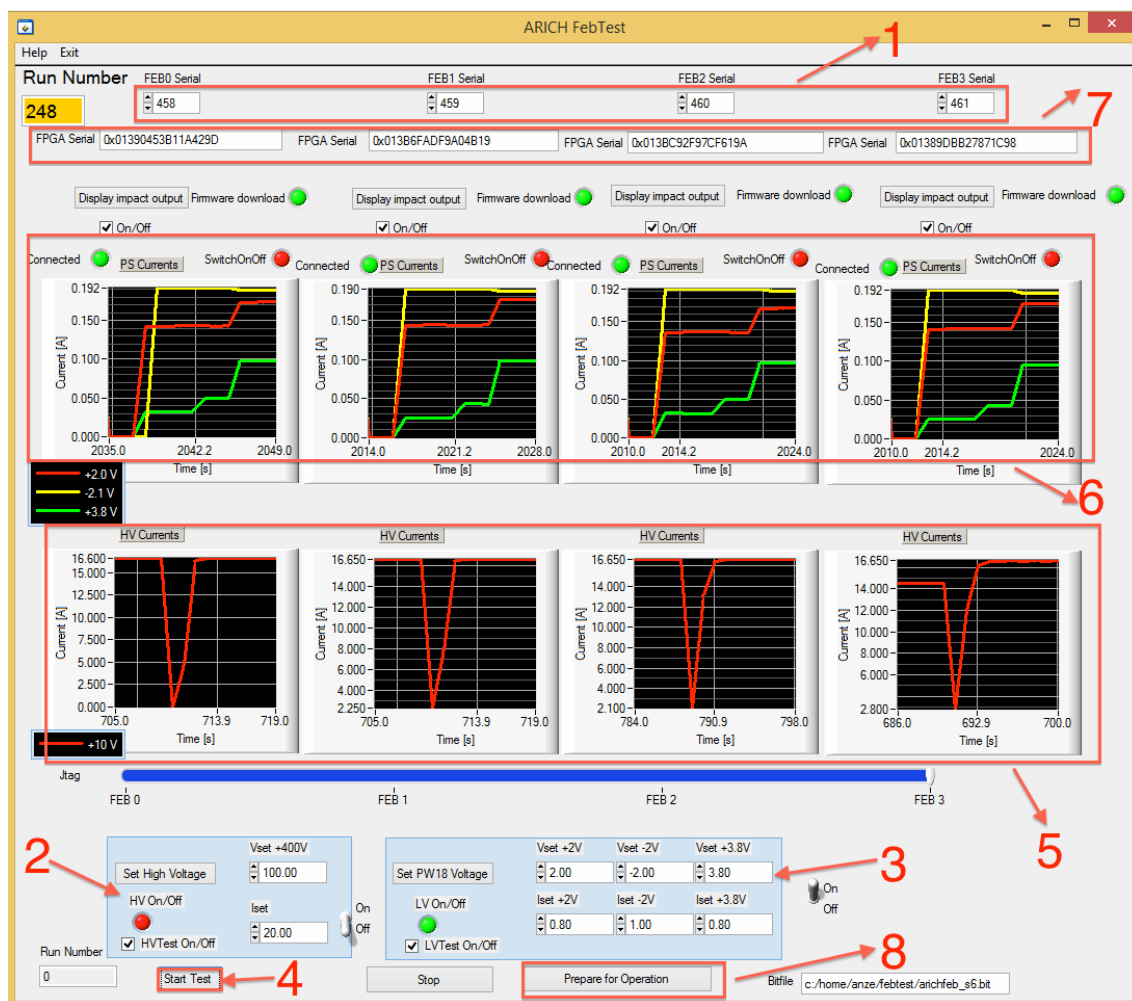 ARICH FebTest
Help Exit
1
Run Number FEB0 Serial FEB1 Serial FEB2 Serial FEB3 Serial
248 458 459 460 461
7
FPGA Serial 0x01390453B11A429D FPGA Serial 0x013B6FADF9A04B19 FPGA Serial 0x013BC92F97CF619A FPGA Serial 0x01389DBB27871C98
Display impact output Firmware download Display impact output Firmware download Display impact output Firmware download Display impact output Firmware download
On/Off On/Off On/Off On/Off
Connected PS Currents SwitchOnOff Connected PS Currents SwitchOnOff Connected PS Currents SwitchOnOff Connected PS Currents SwitchOnOff
0.192 0.192 0.192 0.192
0.150 0.150 0.150 0.150
Current [A] Current [A] Current [A] Current [A]
0.100 0.100 0.100 0.100
0.050 0.050 0.050 0.050
0.000 0.000 0.000 0.000
2035.0 2042.2 2049.0 2014.0 2021.2 2028.0 2010.0 2014.2 2024.0 2010.0 2014.2 2024.0
Time [s] Time [s] Time [s] Time [s]
+2.0 V
-2.1 V
+3.8 V
6
HV Currents HV Currents HV Currents HV Currents
16.600 16.650 16.650 16.650
15.000 14.000 14.000 14.000
12.500 12.000 12.000 12.000
10.000 10.000 10.000 10.000
Current [A] Current [A] Current [A] Current [A]
7.500 8.000 8.000 8.000
5.000 6.000 6.000 6.000
2.500 4.000 4.000
0.000 2.250 2.100 2.800
705.0 713.9 719.0 705.0 713.9 719.0 784.0 790.9 798.0 686.0 692.9 700.0
Time [s] Time [s] Time [s] Time [s]
+10 V
Jtag
FEB 0 FEB 1 FEB 2 FEB 3
5
2
Vset +400V Vset +2V Vset -2V Vset +3.8V
3
Set High Voltage 100.00 Set PW18 Voltage 2.00 -2.00 3.80
On
Off
HV On/Off Iset LV On/Off Iset +2V Iset -2V Iset +3.8V
On
Off
20.00 0.80 1.00 0.80
HVTest On/Off LVTest On/Off
Run Number
8
0 Start Test 4 Stop Prepare for Operation Bitfile c:/home/anze/febtest/arichfeb_s6.bit